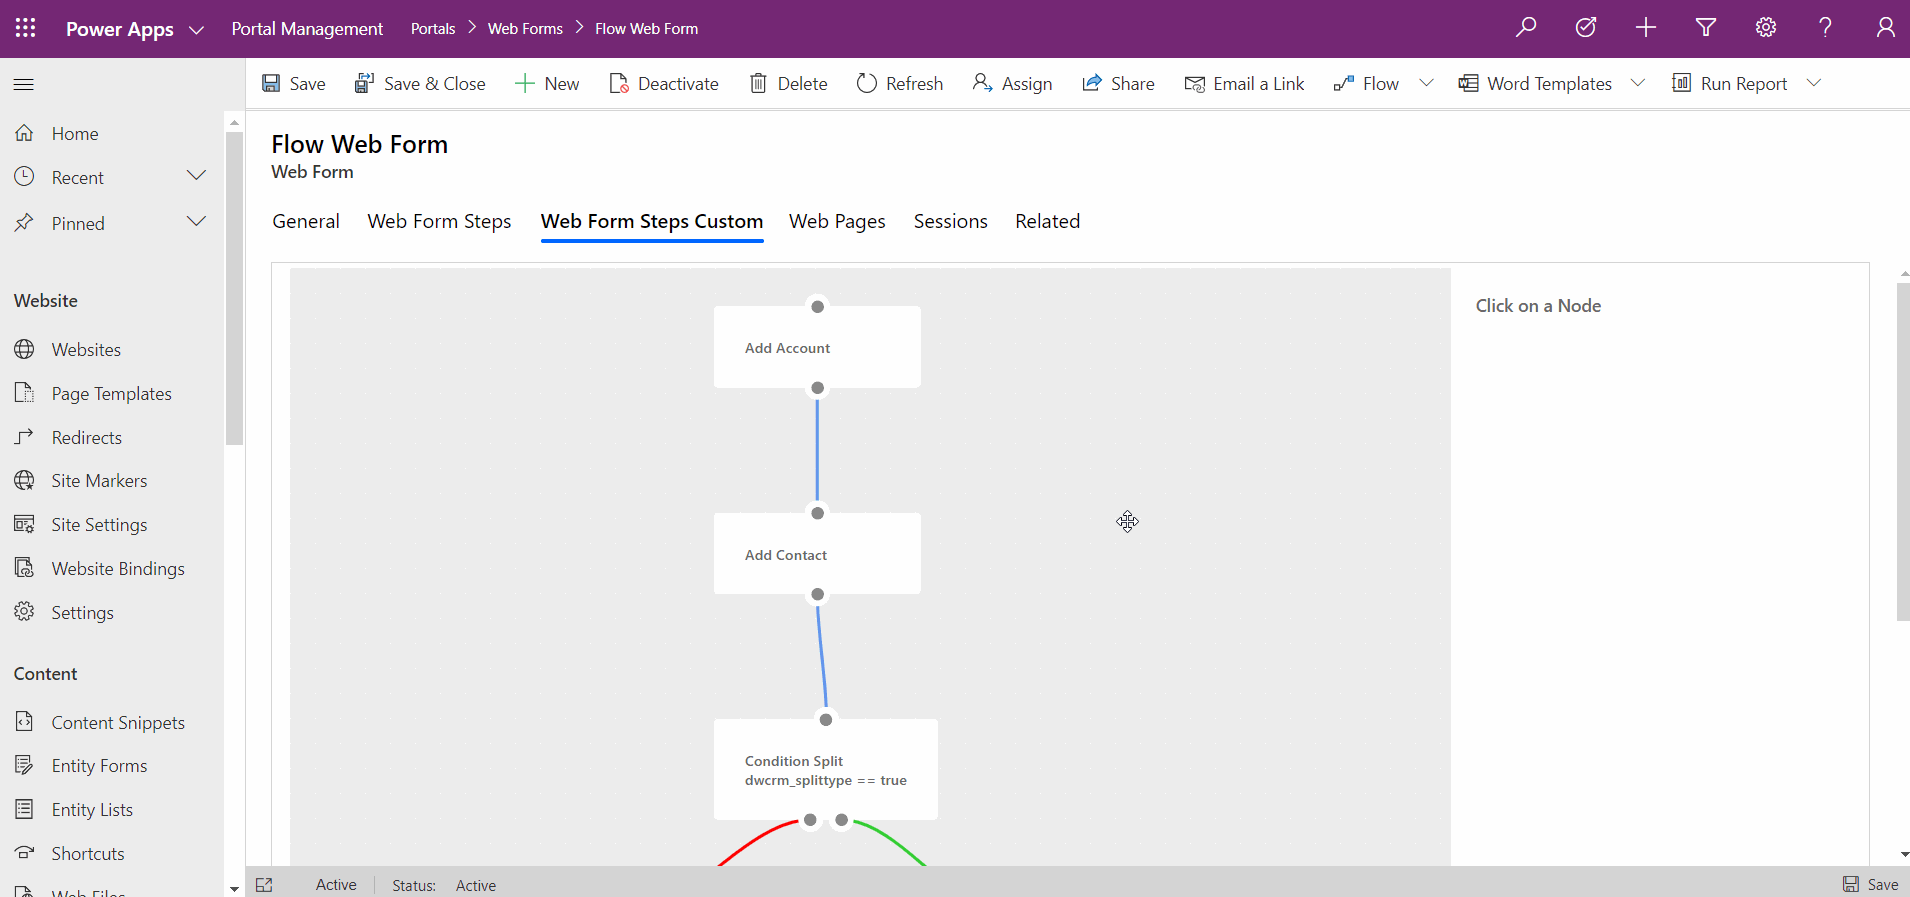 Power Apps
Portal Management
Portals
Web Forms
Flow Web Form
Save
Save & Close
New
Deactivate
Delete
Refresh
Assign
Share
Email a Link
Flow
Word Templates
Run Report
Home
Recent
Pinned
Website
Websites
Page Templates
Redirects
Site Markers
Site Settings
Website Bindings
Settings
Content
Content Snippets
Entity Forms
Entity Lists
Shortcuts
Web Files
Flow Web Form
Web Form
General
Web Form Steps
Web Form Steps Custom
Web Pages
Sessions
Related
Add Account
Add Contact
Condition Split
dwcrm_splittype == true
Click on a Node
Active
Status:
Active
Save